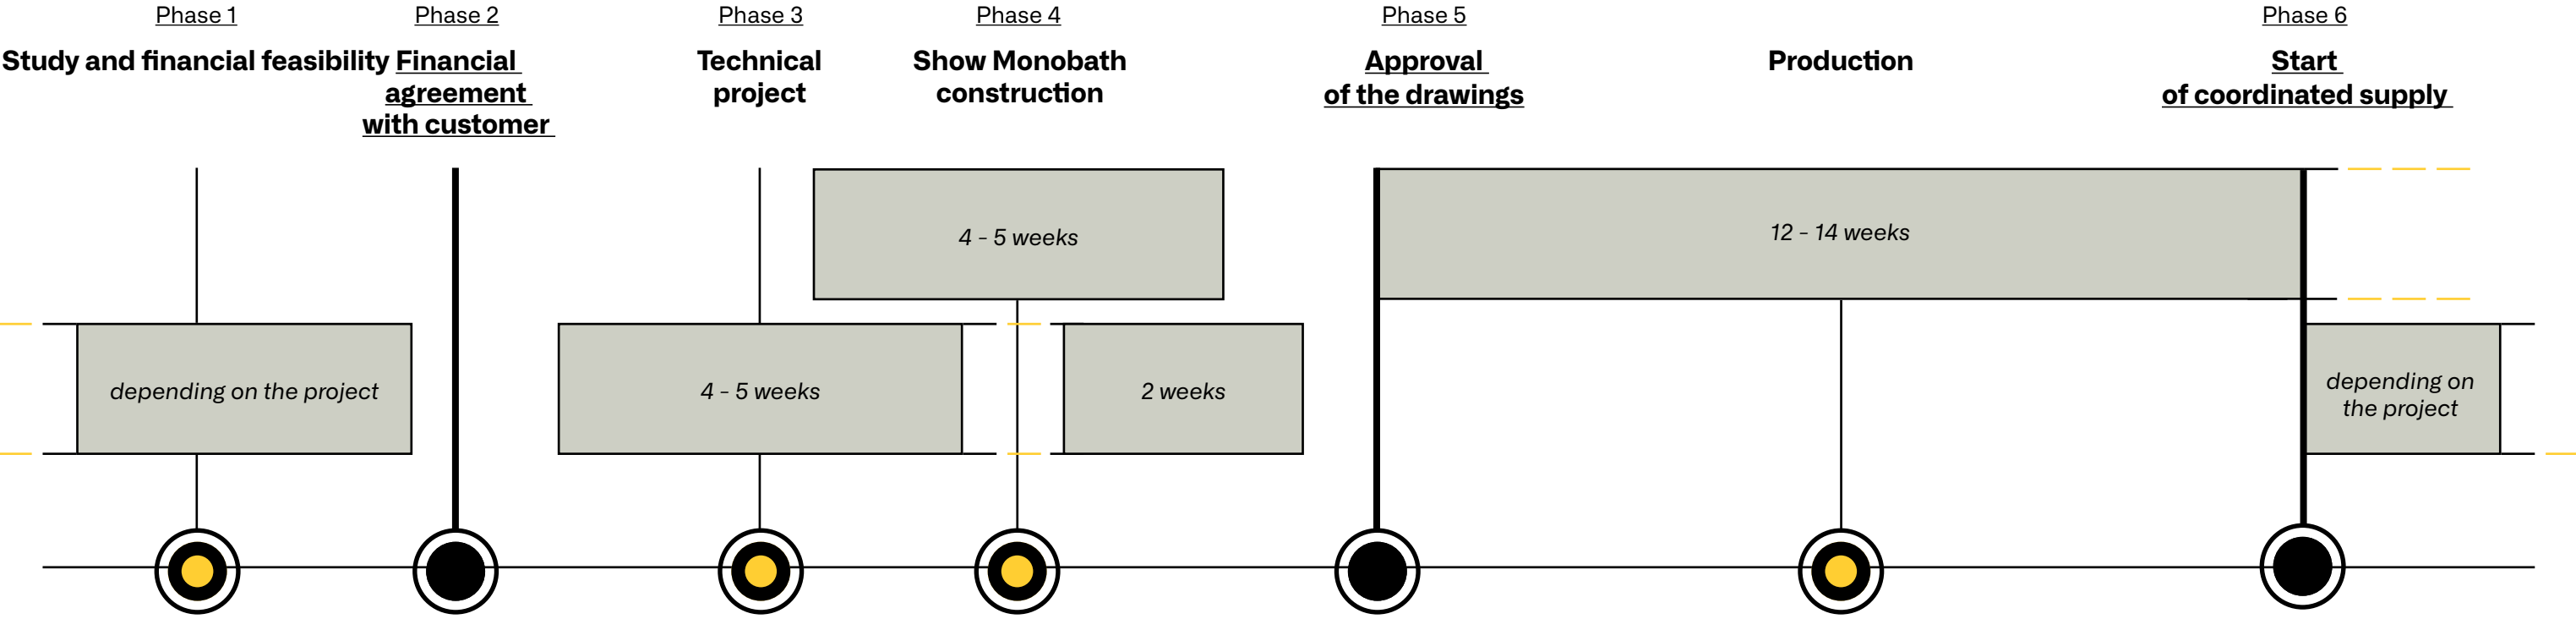 Phase 1
Study and financial feasibility
Phase 2
Financial
agreement
with customer
Phase 3
Technical
project
Phase 4
Show Monobath
construction
Phase 5
Approval
of the drawings
Production
Phase 6
Start
of coordinated supply
4 - 5 weeks
12 - 14 weeks
depending on the project
4 - 5 weeks
2 weeks
depending on
the project